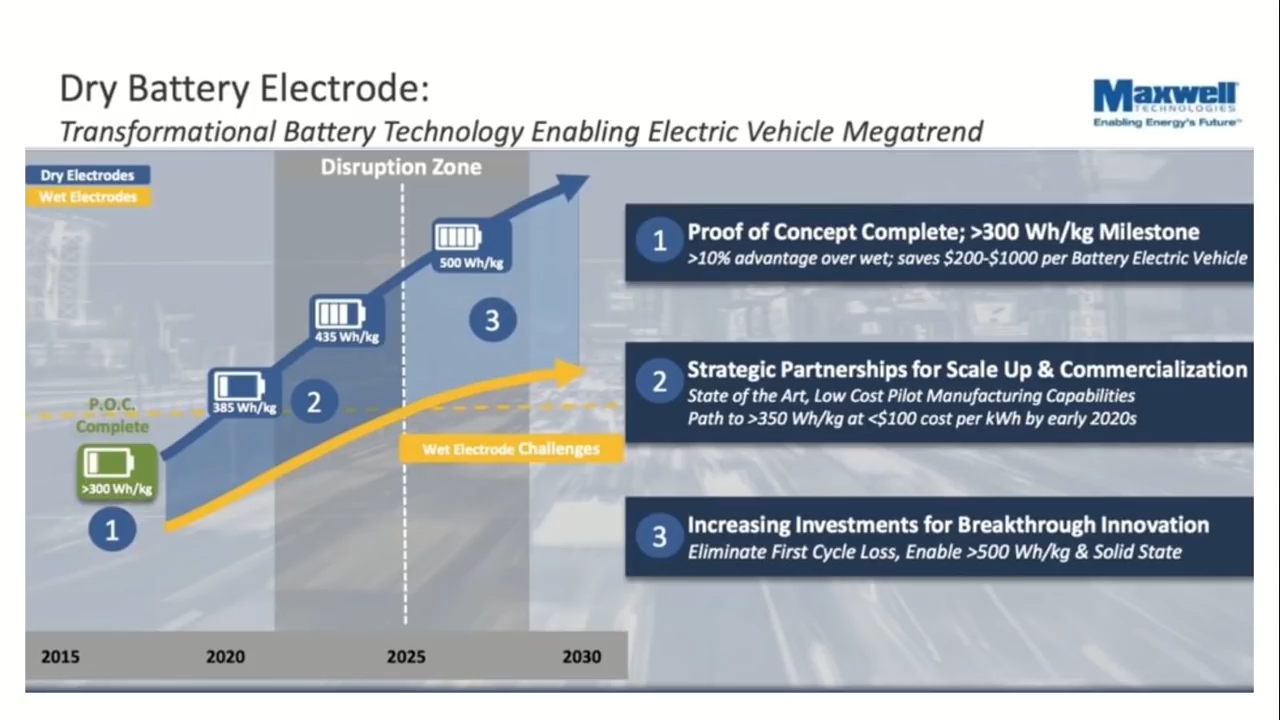 Dry Battery Electrode:
Transformational Battery Technology Enabling Electric Vehicle Megatrend
Maxwell
TECHNOLOGIES
Enabling Energy's Future™
Dry Electrodes
Wet Electrodes
Disruption Zone
500 Wh/kg
3
435 Wh/kg
385 Wh/kg
2
P.O.C.
Complete
>300 Wh/kg
1
Wet Electrode Challenges
2015 2020 2025 2030
1
Proof of Concept Complete; >300 Wh/kg Milestone
>10% advantage over wet; saves $200-$1000 per Battery Electric Vehicle
2
Strategic Partnerships for Scale Up & Commercialization
State of the Art, Low Cost Pilot Manufacturing Capabilities
Path to >350 Wh/kg at <$100 cost per kWh by early 2020s
3
Increasing Investments for Breakthrough Innovation
Eliminate First Cycle Loss, Enable >500 Wh/kg & Solid State